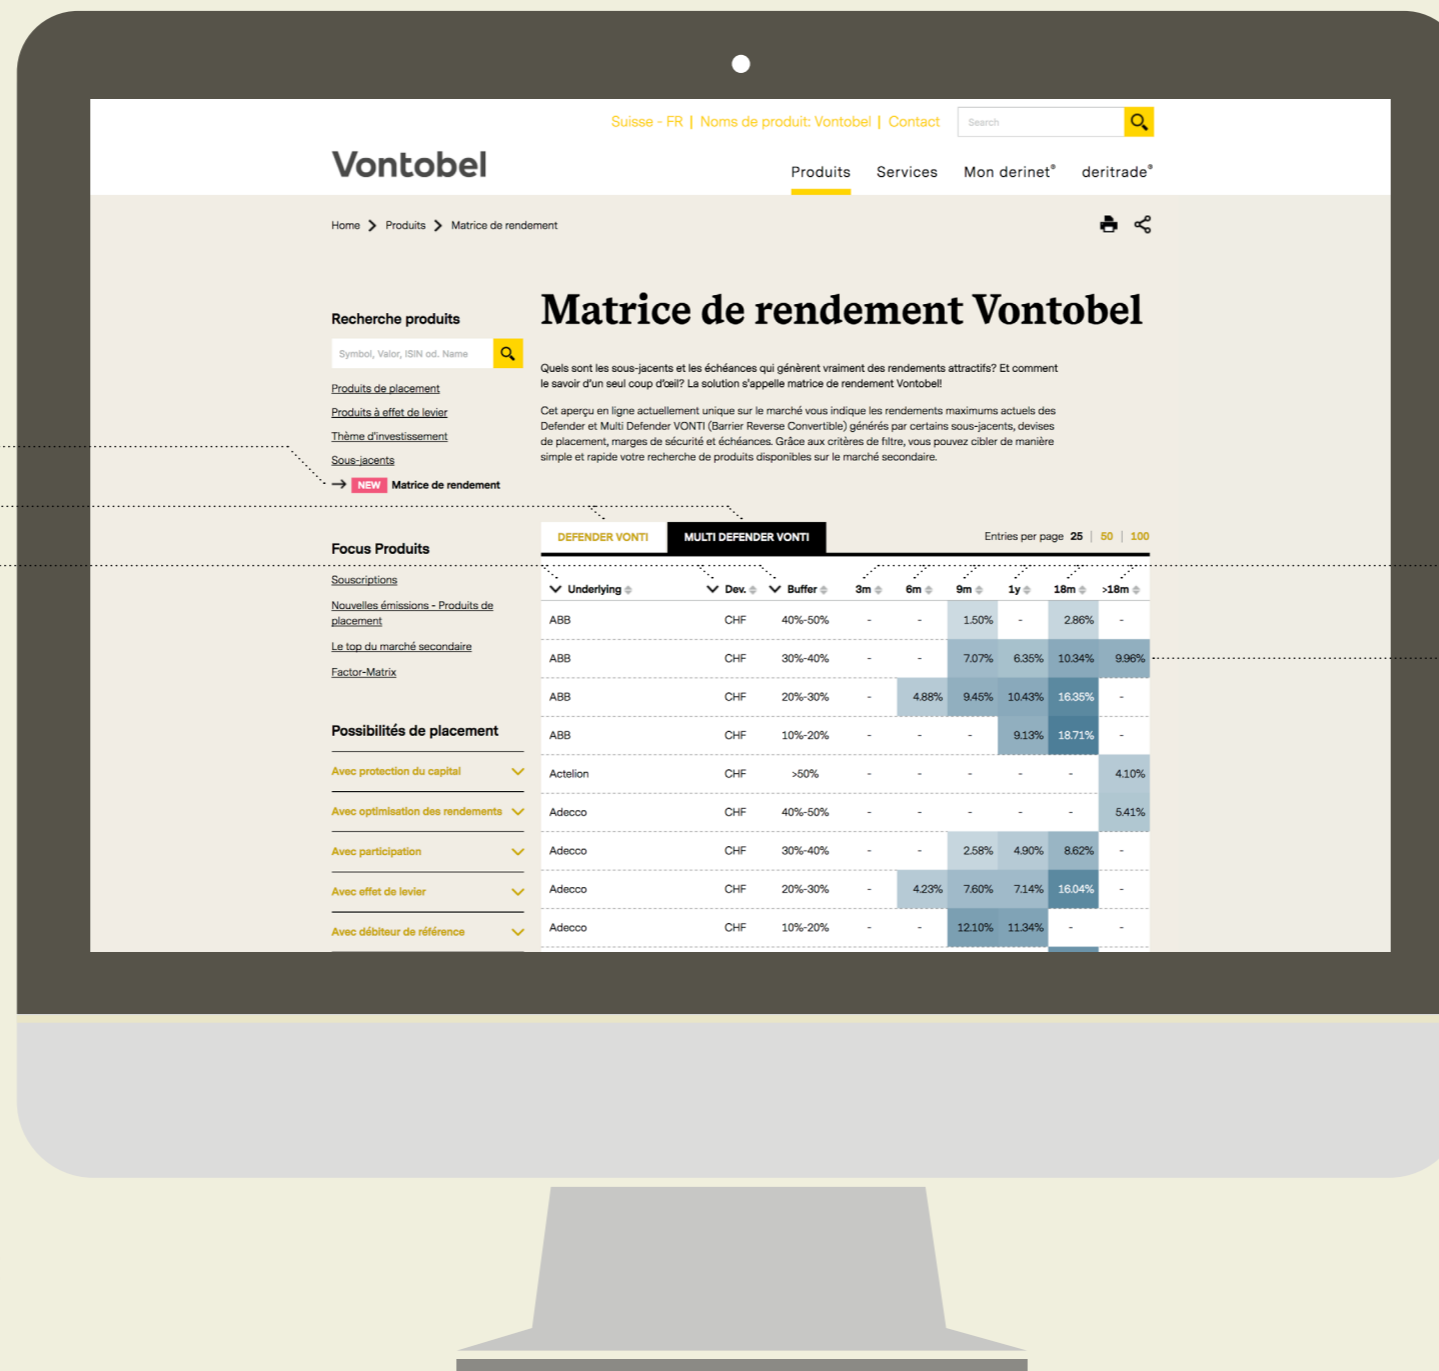 Suisse - FR | Noms de produit: Vontobel | Contact
Search
Vontobel
Produits Services Mon derinet® deritrade®
Home > Produits > Matrice de rendement
Recherche produits
Symbol, Valor, ISIN od. Name
Produits de placement
Produits à effet de levier
Thème d'investissement
Sous-jacents
→ NEW Matrice de rendement
Focus Produits
Souscriptions
Nouvelles émissions - Produits de
placement
Le top du marché secondaire
Factor-Matrix
Possibilités de placement
Avec protection du capital
Avec optimisation des rendements
Avec participation
Avec effet de levier
Avec débiteur de référence
Matrice de rendement Vontobel
Quels sont les sous-jacents et les échéances qui génèrent vraiment des rendements attractifs? Et comment
le savoir d'un seul coup d'œil? La solution s'appelle matrice de rendement Vontobel!
Cet aperçu en ligne actuellement unique sur le marché vous indique les rendements maximums actuels des
Defender et Multi Defender VONTI (Barrier Reverse Convertible) générés par certains sous-jacents, devises
de placement, marges de sécurité et échéances. Grâce aux critères de filtre, vous pouvez cibler de manière
simple et rapide votre recherche de produits disponibles sur le marché secondaire.
DEFENDER VONTI MULTI DEFENDER VONTI Entries per page 25 | 50 | 100
Underlying Dev. Buffer 3m 6m 9m 1y 18m >18m
ABB CHF 40%-50% - - 1.50% - 2.86% -
ABB CHF 30%-40% - - 7.07% 6.35% 10.34% 9.96%
ABB CHF 20%-30% - 4.88% 9.45% 10.43% 16.35% -
ABB CHF 10%-20% - - - 9.13% 18.71% -
Actelion CHF >50% - - - - - 4.10%
Adecco CHF 40%-50% - - - - - 5.41%
Adecco CHF 30%-40% - - 2.58% 4.90% 8.62% -
Adecco CHF 20%-30% - 4.23% 7.60% 7.14% 16.04% -
Adecco CHF 10%-20% - - 12.10% 11.34% - -